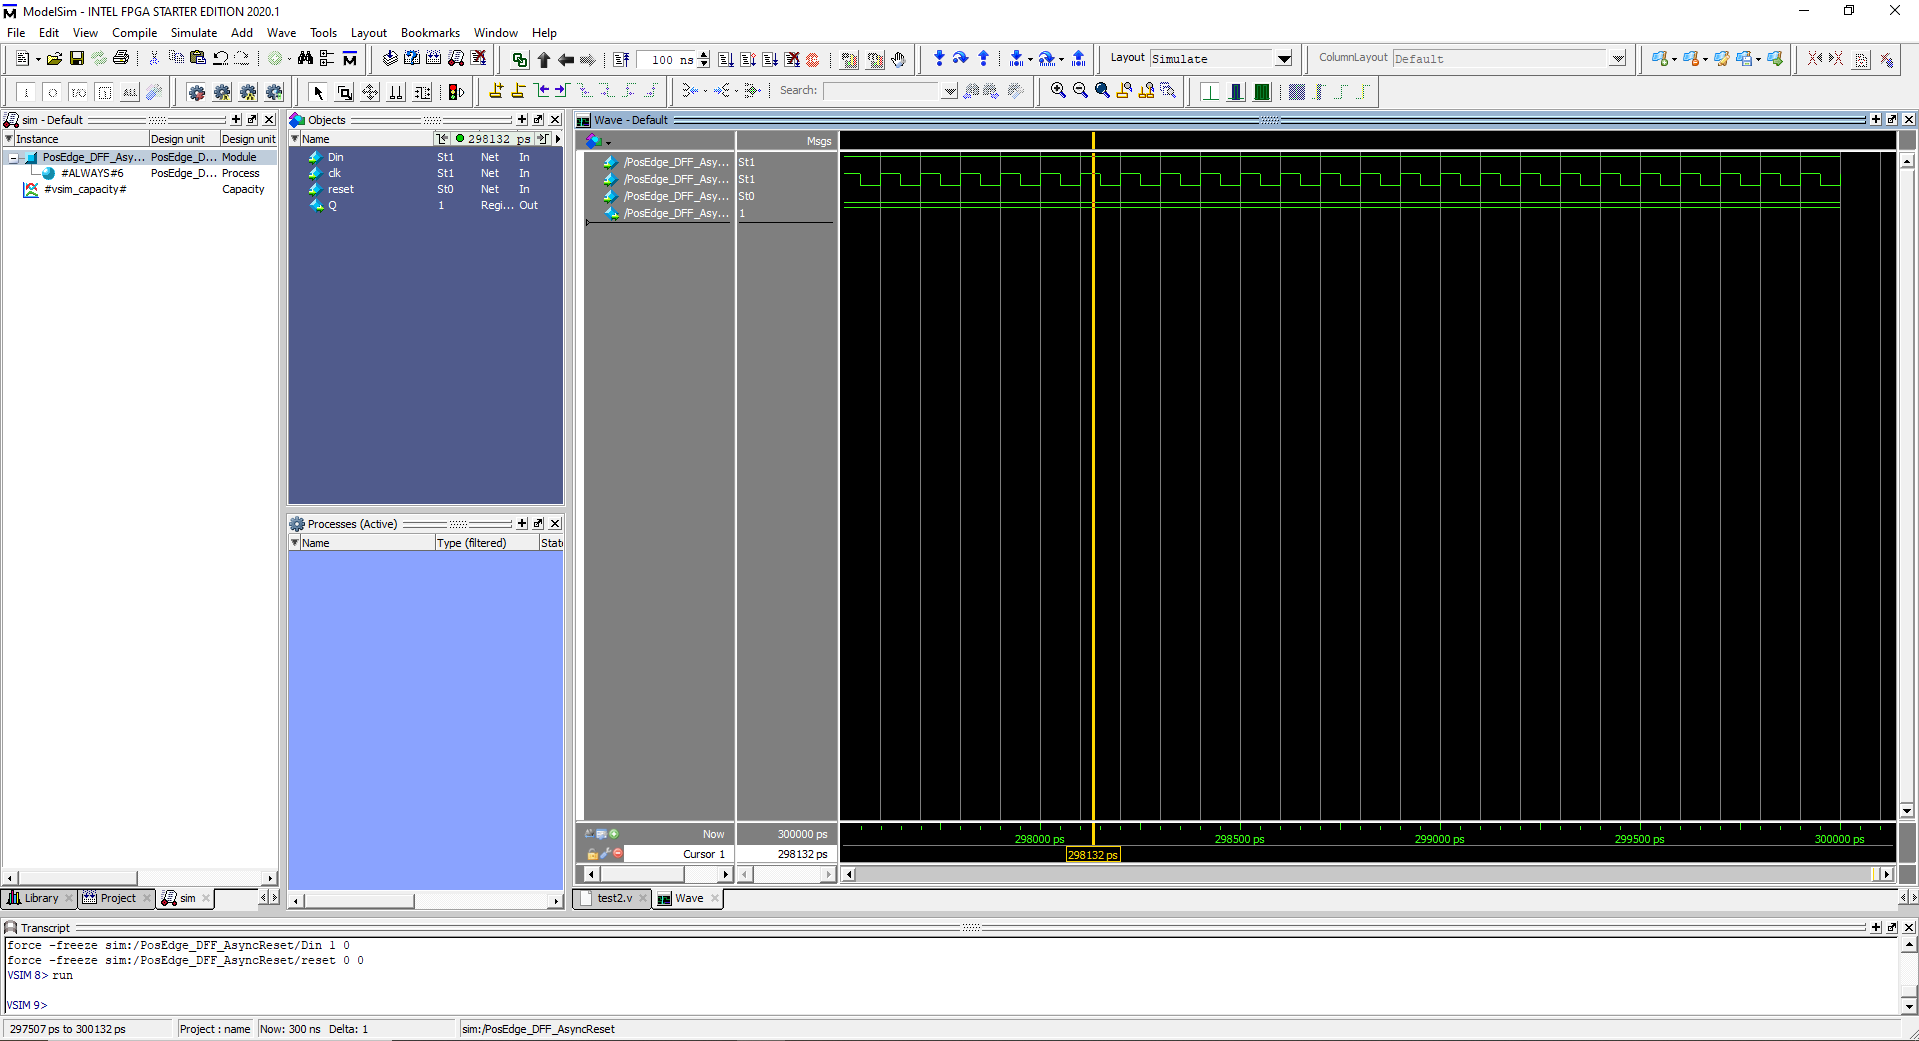 ModelSim - INTEL FPGA STARTER EDITION 2020.1
File Edit View Compile Simulate Add Wave Tools Layout Bookmarks Window Help
100 ns
Layout Simulate
ColumnLayout Default
ALL
Search:
sim - Default
Instance Design unit Design unit
PosEdge_DFF_Asy... PosEdge_D... Module
#ALWAYS#6 PosEdge_D... Process
#vsim_capacity# Capacity
Objects
Name 298132 ps
Din St1 Net In
clk St1 Net In
reset St0 Net In
Q 1 Regi... Out
Processes (Active)
Name Type (filtered) Stat
Wave - Default
Msgs
/PosEdge_DFF_Asy... St1
/PosEdge_DFF_Asy... St1
/PosEdge_DFF_Asy... St0
/PosEdge_DFF_Asy... 1
Now 300000 ps
298000 ps 298500 ps 299000 ps 299500 ps 300000 ps
Cursor 1 298132 ps
298132 ps
Library Project sim
test2.v Wave
Transcript
force -freeze sim:/PosEdge_DFF_AsyncReset/Din 1 0
force -freeze sim:/PosEdge_DFF_AsyncReset/reset 0 0
VSIM 8> run
VSIM 9>
297507 ps to 300132 ps Project : name Now: 300 ns Delta: 1 sim:/PosEdge_DFF_AsyncReset